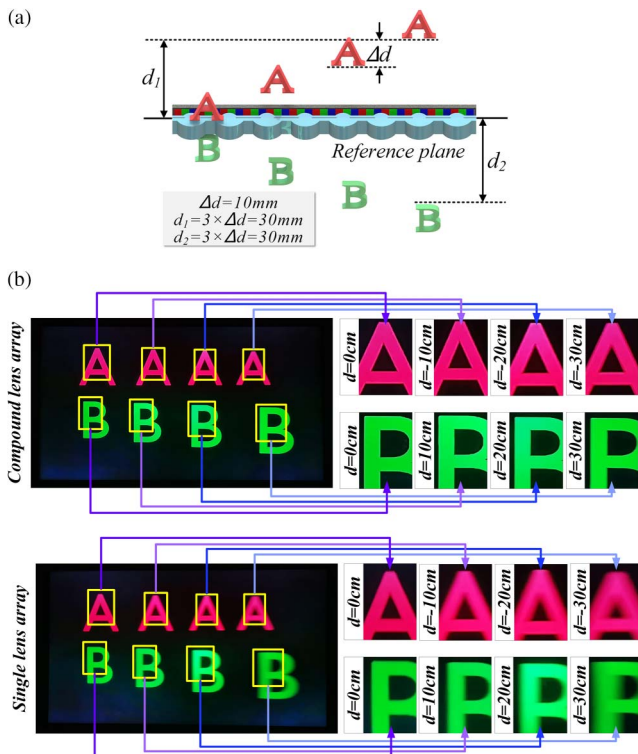 (a)
A
A
Δd
d1
A
A
B
B
Reference plane
d2
B
B
Δd=10mm
d1=3×Δd=30mm
d2=3×Δd=30mm
(b)
Compound lens array
A A A A
B B B B
d=0cm d=-10cm d=-20cm d=-30cm
A A A A
d=0cm d=10cm d=20cm d=30cm
Single lens array
A A A A
B B B B
d=0cm d=-10cm d=-20cm d=-30cm
A A A A
d=0cm d=10cm d=20cm d=30cm